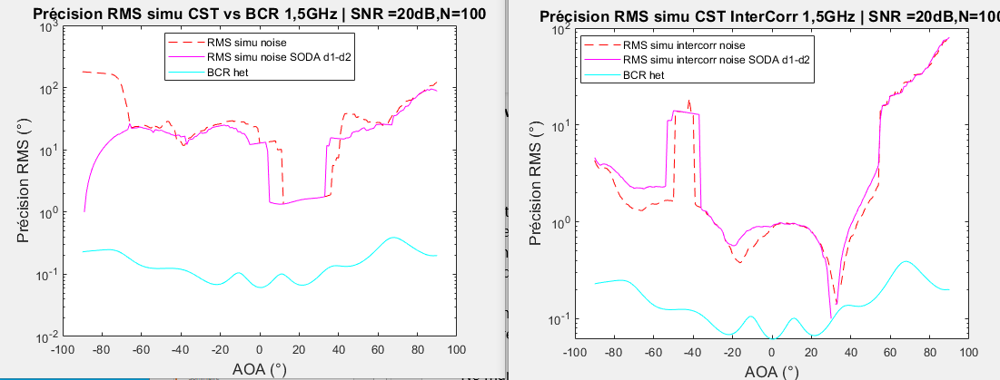 Précision RMS simu CST vs BCR 1,5GHz | SNR =20dB,N=100
10^3
10^2
10^1
10^0
10^-1
10^-2
Précision RMS (°)
RMS simu noise
RMS simu noise SODA d1-d2
BCR het
-100 -80 -60 -40 -20 0 20 40 60 80 100
AOA (°)
Précision RMS simu CST InterCorr 1,5GHz | SNR =20dB,N=100
10^2
10^1
10^0
10^-1
Précision RMS (°)
RMS simu intercorr noise
RMS simu intercorr noise SODA d1-d2
BCR het
-100 -80 -60 -40 -20 0 20 40 60 80 100
AOA (°)